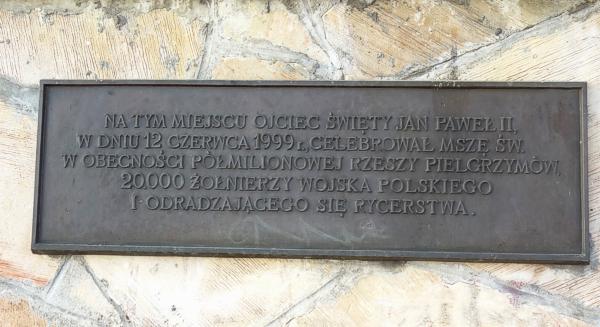 NA TYM MIEJSCU OJCIEC ŚWIĘTY JAN PAWEŁ II,
W DNIU 12 CZERWCA 1999 r., CELEBROWAŁ MSZĘ ŚW.
W OBECNOŚCI PÓŁMILIONOWEJ RZESZY PIELGRZYMÓW,
20.000 ŻOŁNIERZY WOJSKA POLSKIEGO
I ODRADZAJĄCEGO SIĘ RYCERSTWA.